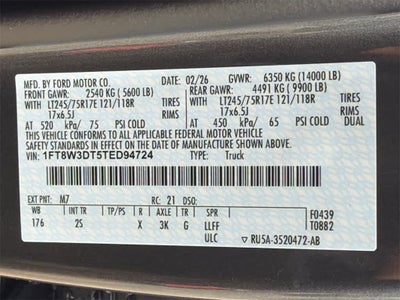 MFD. BY FORD MOTOR CO. 02/26 GVWR: 6350 KG (14000 LB)
FRONT GAWR: 2540 KG (5600 LB) REAR GAWR: 4491 KG (9900 LB)
WITH LT245/75R17E 121/118R TIRES WITH LT245/75R17E 121/118R TIRES
17x6.5J RIMS 17x6.5J RIMS
AT 520 kPa/ 75 PSI COLD AT 450 kPa/ 65 PSI COLD
THIS VEHICLE CONFORMS TO ALL APPLICABLE FEDERAL MOTOR VEHICLE
SAFETY STANDARDS IN EFFECT ON THE DATE OF MANUFACTURE SHOWN ABOVE.
VIN: 1FT8W3DT5TED94724 TYPE: Truck
EXT PNT: M7 RC: 21 DSO:
WB INT TR TP/PS R AXLE TR SPR F0439
176 2S X 3K G LLFF T0882
ULC RU5A-3520472-AB